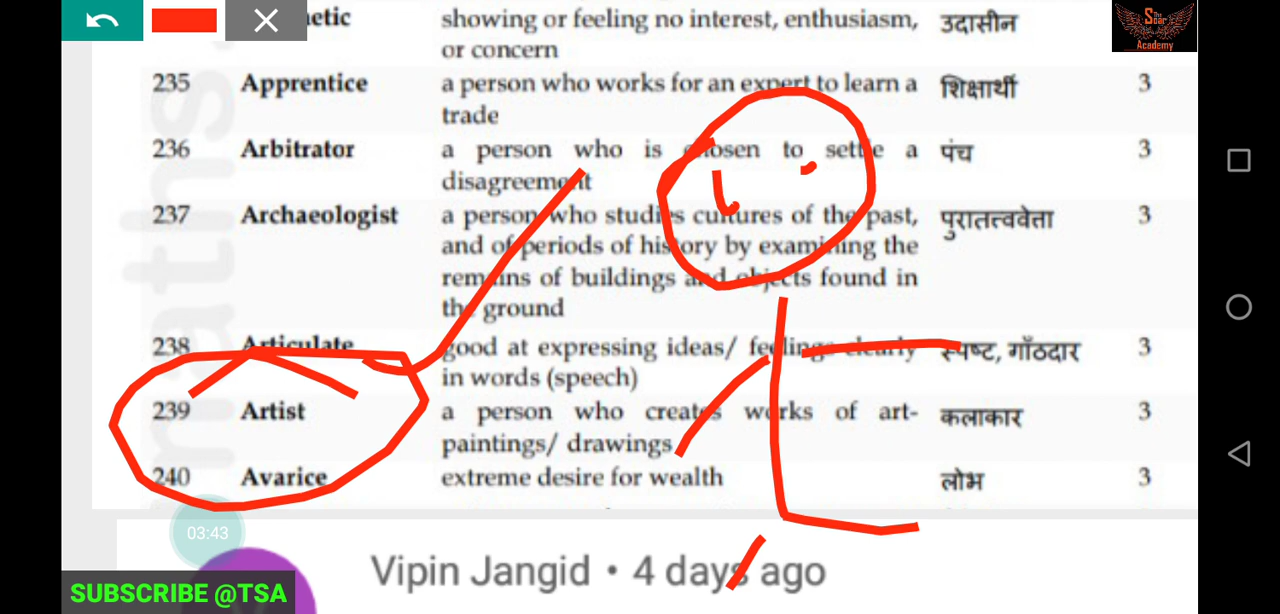 netic showing or feeling no interest, enthusiasm, उदासीन
or concern
235 Apprentice a person who works for an expert to learn a शिक्षार्थी 3
trade
236 Arbitrator a person who is chosen to settle a पंच 3
disagreement
237 Archaeologist a person who studies cultures of the past, पुरातत्ववेता 3
and of periods of history by examining the
remains of buildings and objects found in
the ground
238 Articulate good at expressing ideas/ feelings clearly स्पष्ट, गाँठदार 3
in words (speech)
239 Artist a person who creates works of art- कलाकार 3
paintings/ drawings
240 Avarice extreme desire for wealth लोभ 3
03:43
Vipin Jangid • 4 days ago
SUBSCRIBE @TSA
The
Soar
Academy
maths